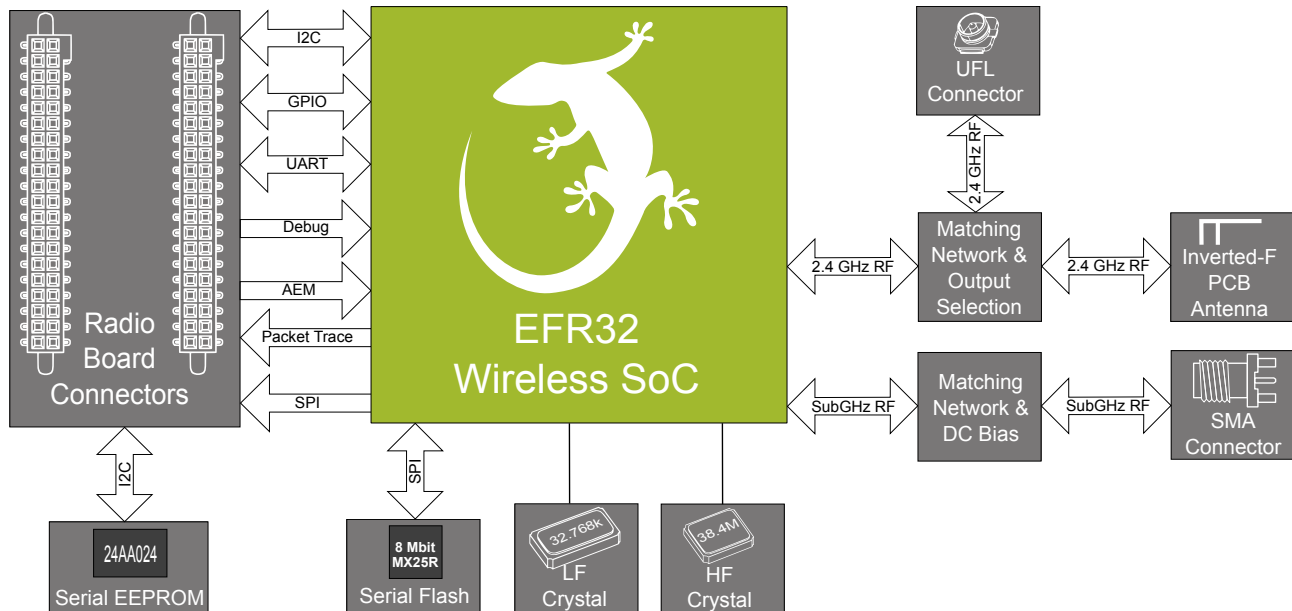 I2C
GPIO
UART
Debug
AEM
Packet Trace
SPI
Radio
Board
Connectors
EFR32
Wireless SoC
UFL
Connector
2.4 GHz RF
2.4 GHz RF
Matching
Network &
Output
Selection
2.4 GHz RF
Inverted-F
PCB
Antenna
SubGHz RF
Matching
Network &
DC Bias
SubGHz RF
SMA
Connector
I2C
24AA024
Serial EEPROM
SPI
8 Mbit
MX25R
Serial Flash
32.768k
LF
Crystal
38.4M
HF
Crystal